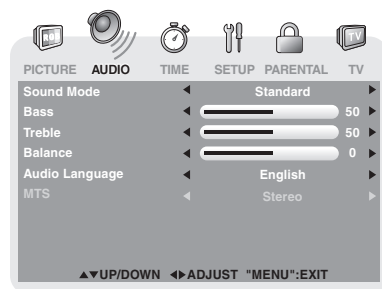 TV
PICTURE AUDIO TIME SETUP PARENTAL TV
Sound Mode ◀ Standard ▶
Bass ◀ 50 ▶
Treble ◀ 50 ▶
Balance ◀ 0 ▶
Audio Language ◀ English ▶
MTS ◀ Stereo
▲▼UP/DOWN ◀▶ADJUST "MENU":EXIT